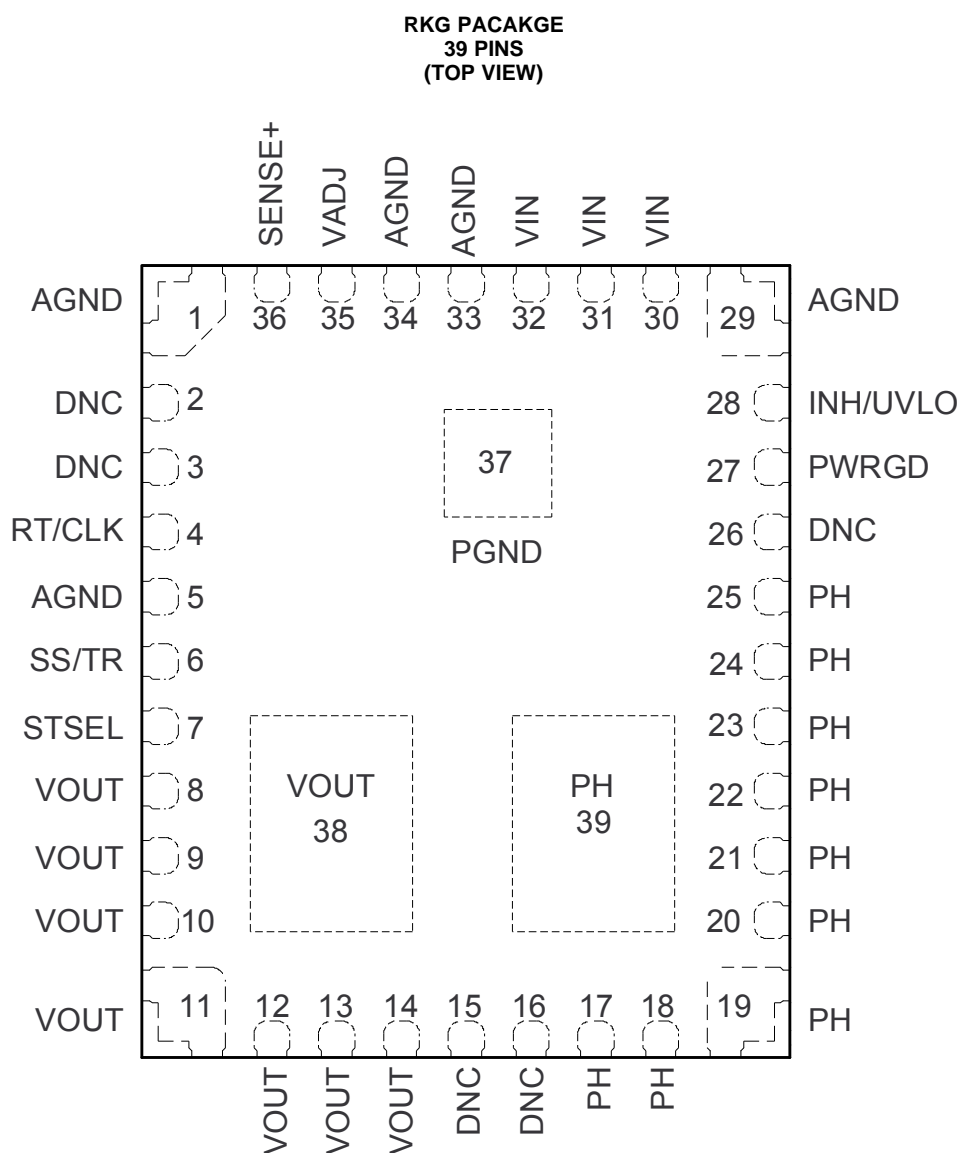 RKG PACAKGE
39 PINS
(TOP VIEW)
SENSE+ VADJ AGND AGND VIN VIN VIN
AGND 1 36 35 34 33 32 31 30 29 AGND
DNC 2 28 INH/UVLO
DNC 3 37 27 PWRGD
RT/CLK 4 26 DNC
PGND
AGND 5 25 PH
SS/TR 6 24 PH
STSEL 7 23 PH
VOUT 8 VOUT PH 22 PH
38 39
VOUT 9 21 PH
VOUT 10 20 PH
VOUT 11 12 13 14 15 16 17 18 19 PH
VOUT VOUT VOUT DNC DNC PH PH